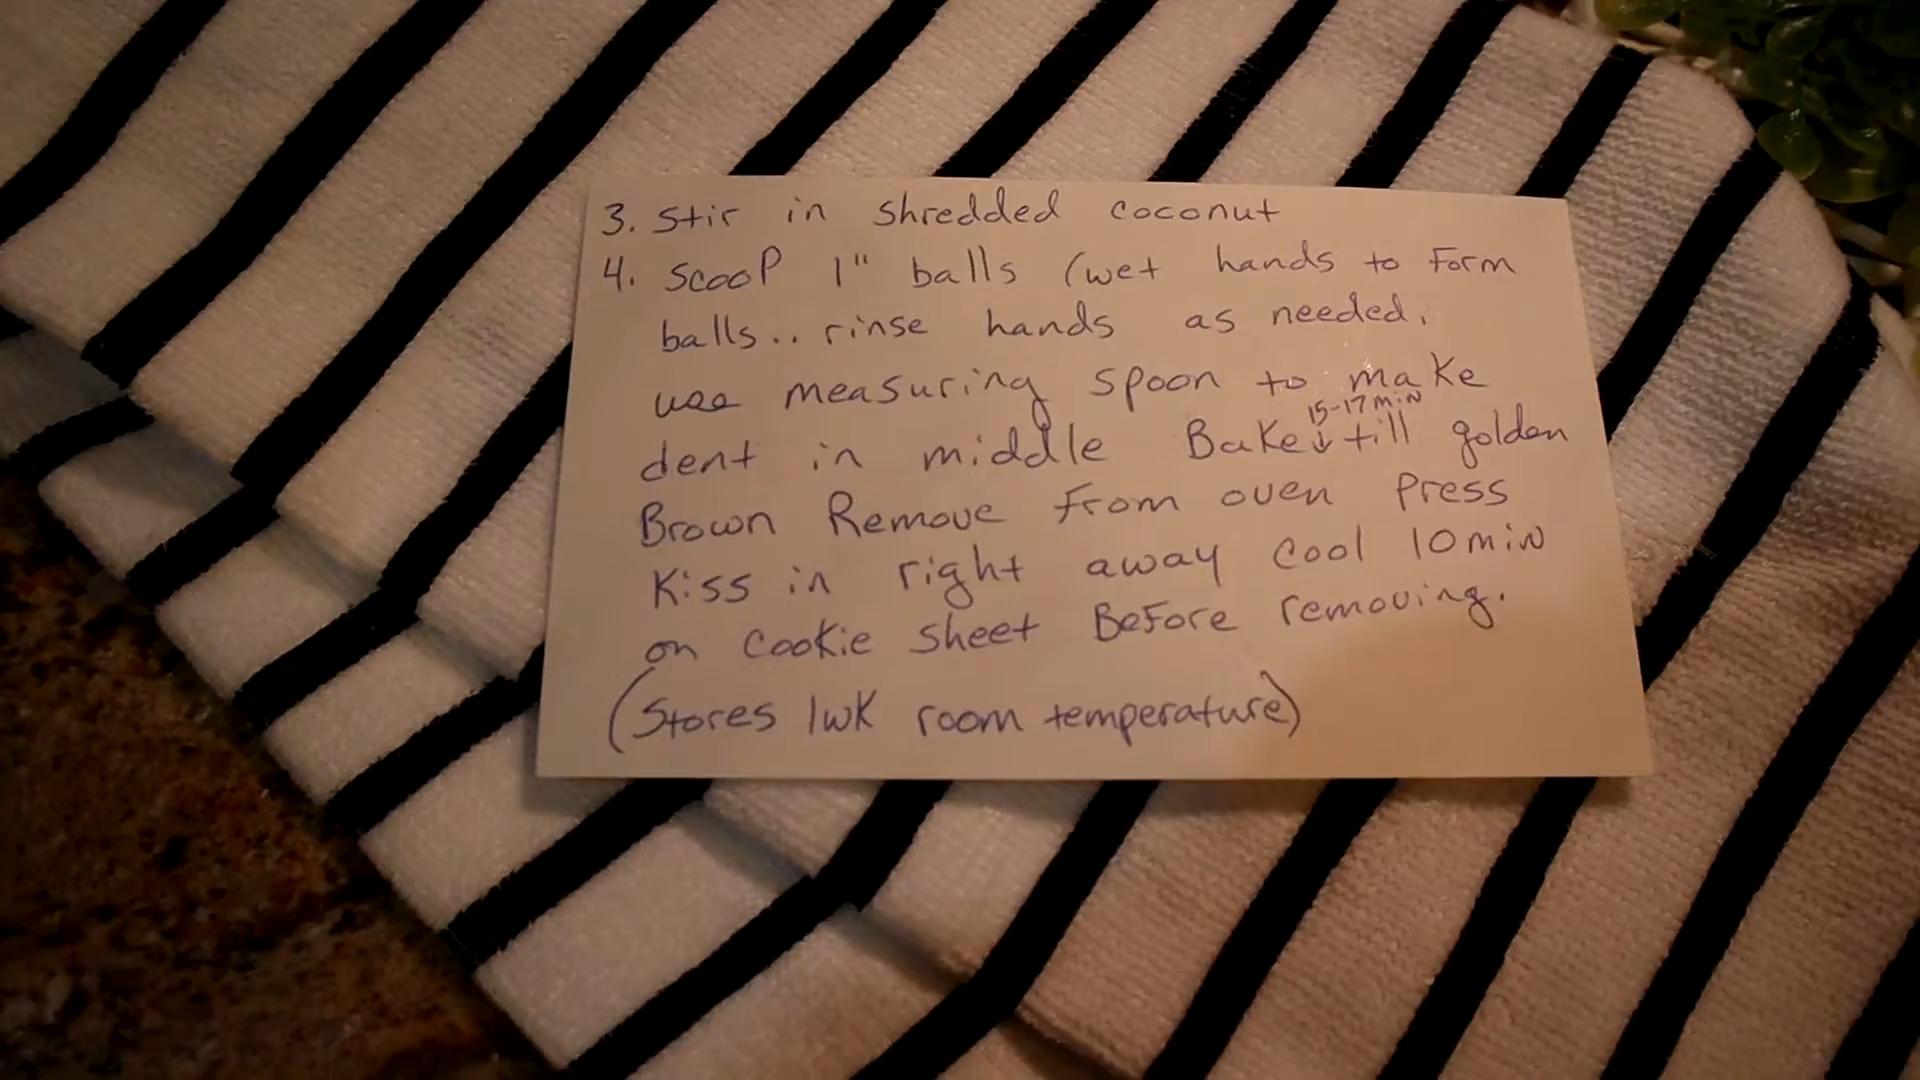 3. Stir in shredded coconut
4. Scoop 1" balls (wet hands to form
balls.. rinse hands as needed.
use measuring spoon to make
15-17 min
dent in middle Bake ↓ till golden
Brown Remove from oven Press
Kiss in right away cool 10 min
on cookie sheet Before removing.
(Stores 1wk room temperature)